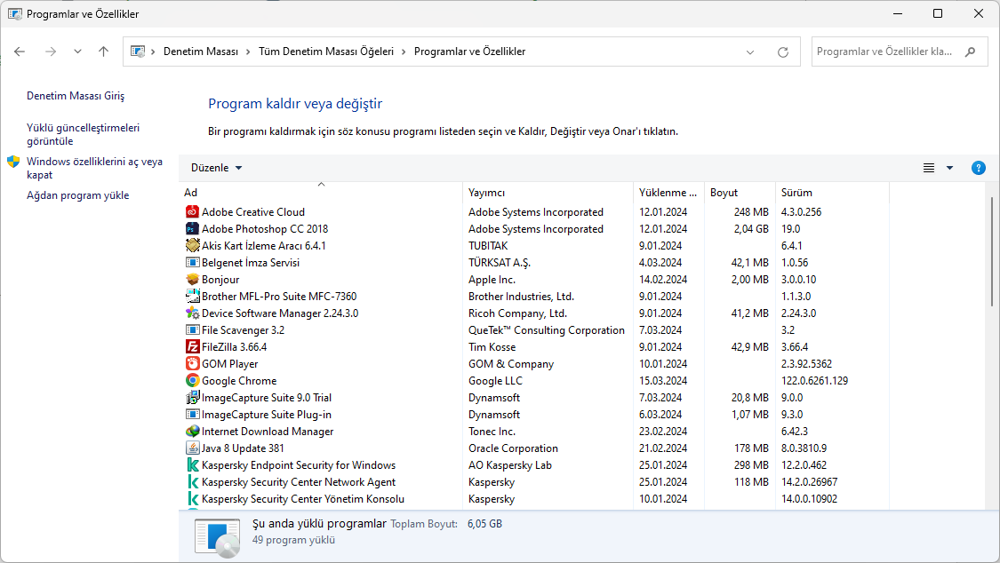 Programlar ve Özellikler
Denetim Masası > Tüm Denetim Masası Öğeleri > Programlar ve Özellikler
Programlar ve Özellikler kla...
Denetim Masası Giriş
Yüklü güncelleştirmeleri
görüntüle
Windows özelliklerini aç veya
kapat
Ağdan program yükle
Program kaldır veya değiştir
Bir programı kaldırmak için söz konusu programı listeden seçin ve Kaldır, Değiştir veya Onar'ı tıklatın.
Düzenle
Ad Yayımcı Yüklenme ... Boyut Sürüm
Adobe Creative Cloud Adobe Systems Incorporated 12.01.2024 248 MB 4.3.0.256
Adobe Photoshop CC 2018 Adobe Systems Incorporated 12.01.2024 2,04 GB 19.0
Akis Kart İzleme Aracı 6.4.1 TUBITAK 9.01.2024 6.4.1
Belgenet İmza Servisi TÜRKSAT A.Ş. 4.03.2024 42,1 MB 1.0.56
Bonjour Apple Inc. 14.02.2024 2,00 MB 3.0.0.10
Brother MFL-Pro Suite MFC-7360 Brother Industries, Ltd. 9.01.2024 1.1.3.0
Device Software Manager 2.24.3.0 Ricoh Company, Ltd. 9.01.2024 41,2 MB 2.24.3.0
File Scavenger 3.2 QueTek™ Consulting Corporation 7.03.2024 3.2
FileZilla 3.66.4 Tim Kosse 9.01.2024 42,9 MB 3.66.4
GOM Player GOM & Company 10.01.2024 2.3.92.5362
Google Chrome Google LLC 15.03.2024 122.0.6261.129
ImageCapture Suite 9.0 Trial Dynamsoft 7.03.2024 20,8 MB 9.0.0
ImageCapture Suite Plug-in Dynamsoft 6.03.2024 1,07 MB 9.3.0
Internet Download Manager Tonec Inc. 23.02.2024 6.42.3
Java 8 Update 381 Oracle Corporation 21.02.2024 178 MB 8.0.3810.9
Kaspersky Endpoint Security for Windows AO Kaspersky Lab 25.01.2024 298 MB 12.2.0.462
Kaspersky Security Center Network Agent Kaspersky 25.01.2024 118 MB 14.2.0.26967
Kaspersky Security Center Yönetim Konsolu Kaspersky 10.01.2024 14.0.0.10902
Şu anda yüklü programlar Toplam Boyut: 6,05 GB
49 program yüklü